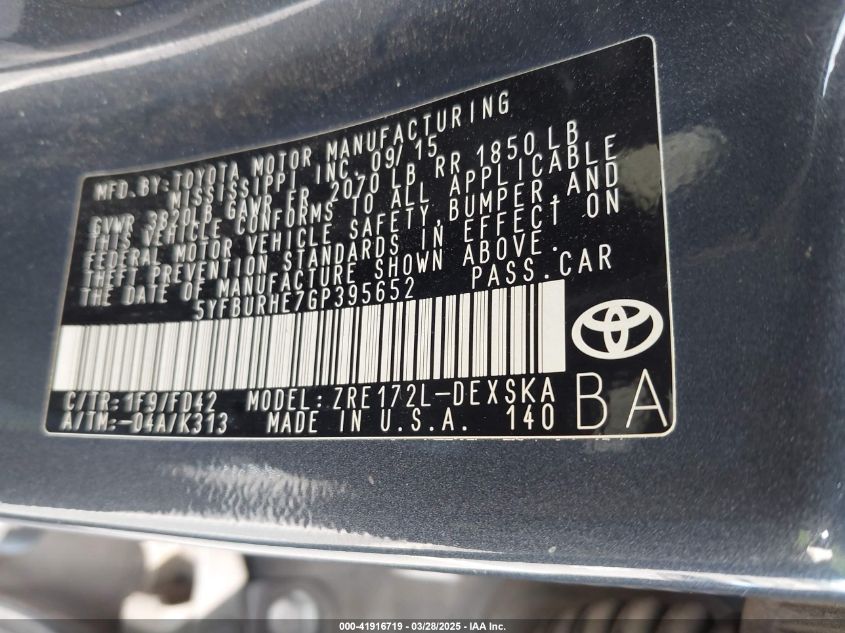 MFD. BY: TOYOTA MOTOR MANUFACTURING
MISSISSIPPI INC. 09/15
GVWR 3820LB GAWR FR 2070 LB RR 1850 LB
THIS VEHICLE CONFORMS TO ALL APPLICABLE
FEDERAL MOTOR VEHICLE SAFETY, BUMPER, AND
THEFT PREVENTION STANDARDS IN EFFECT ON
THE DATE OF MANUFACTURE SHOWN ABOVE.
5YFBURHE7GP395652 PASS. CAR
C/TR: 1F9/FD42 MODEL: ZRE172L-DEXSKA
A/TM: -04A/K313 MADE IN U.S.A. 140
BA
000-41916719 | 03/28/2025 - IAA Inc.